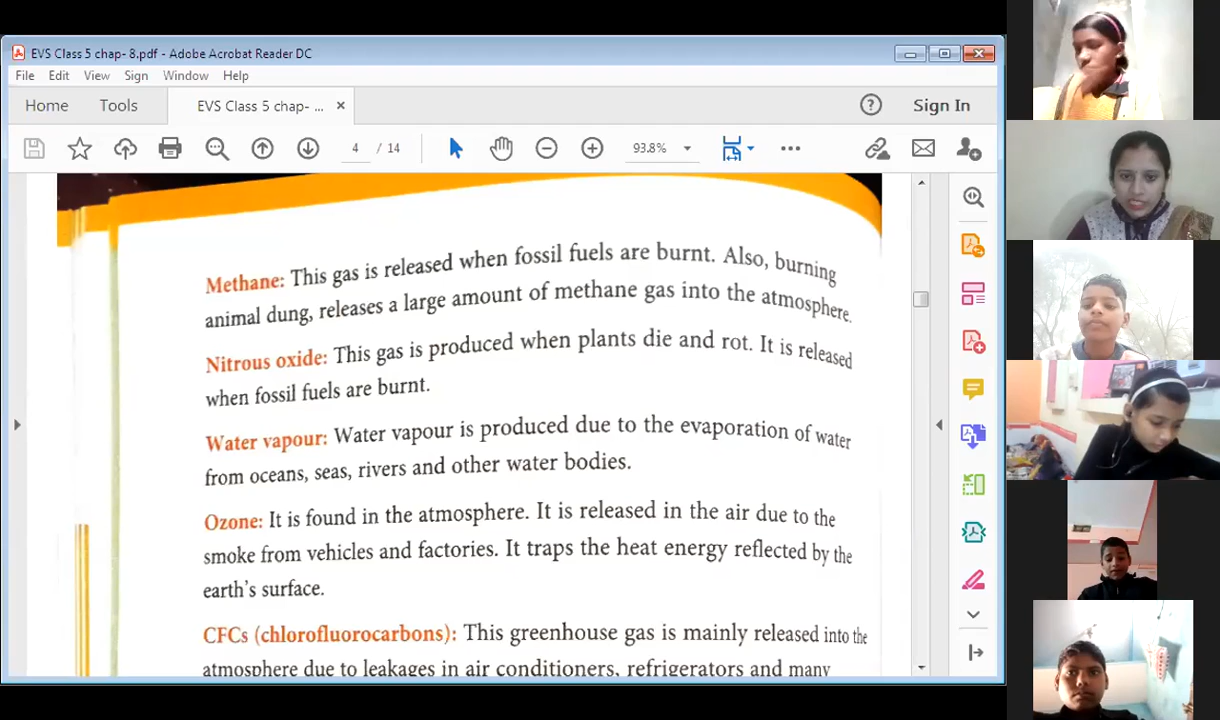 EVS Class 5 chap- 8.pdf - Adobe Acrobat Reader DC
File Edit View Sign Window Help
Home Tools EVS Class 5 chap- ... × Sign In
4 / 14 93.8%
Methane: This gas is released when fossil fuels are burnt. Also, burning
animal dung, releases a large amount of methane gas into the atmosphere.
Nitrous oxide: This gas is produced when plants die and rot. It is released
when fossil fuels are burnt.
Water vapour: Water vapour is produced due to the evaporation of water
from oceans, seas, rivers and other water bodies.
Ozone: It is found in the atmosphere. It is released in the air due to the
smoke from vehicles and factories. It traps the heat energy reflected by the
earth's surface.
CFCs (chlorofluorocarbons): This greenhouse gas is mainly released into the
atmosphere due to leakages in air conditioners, refrigerators and many